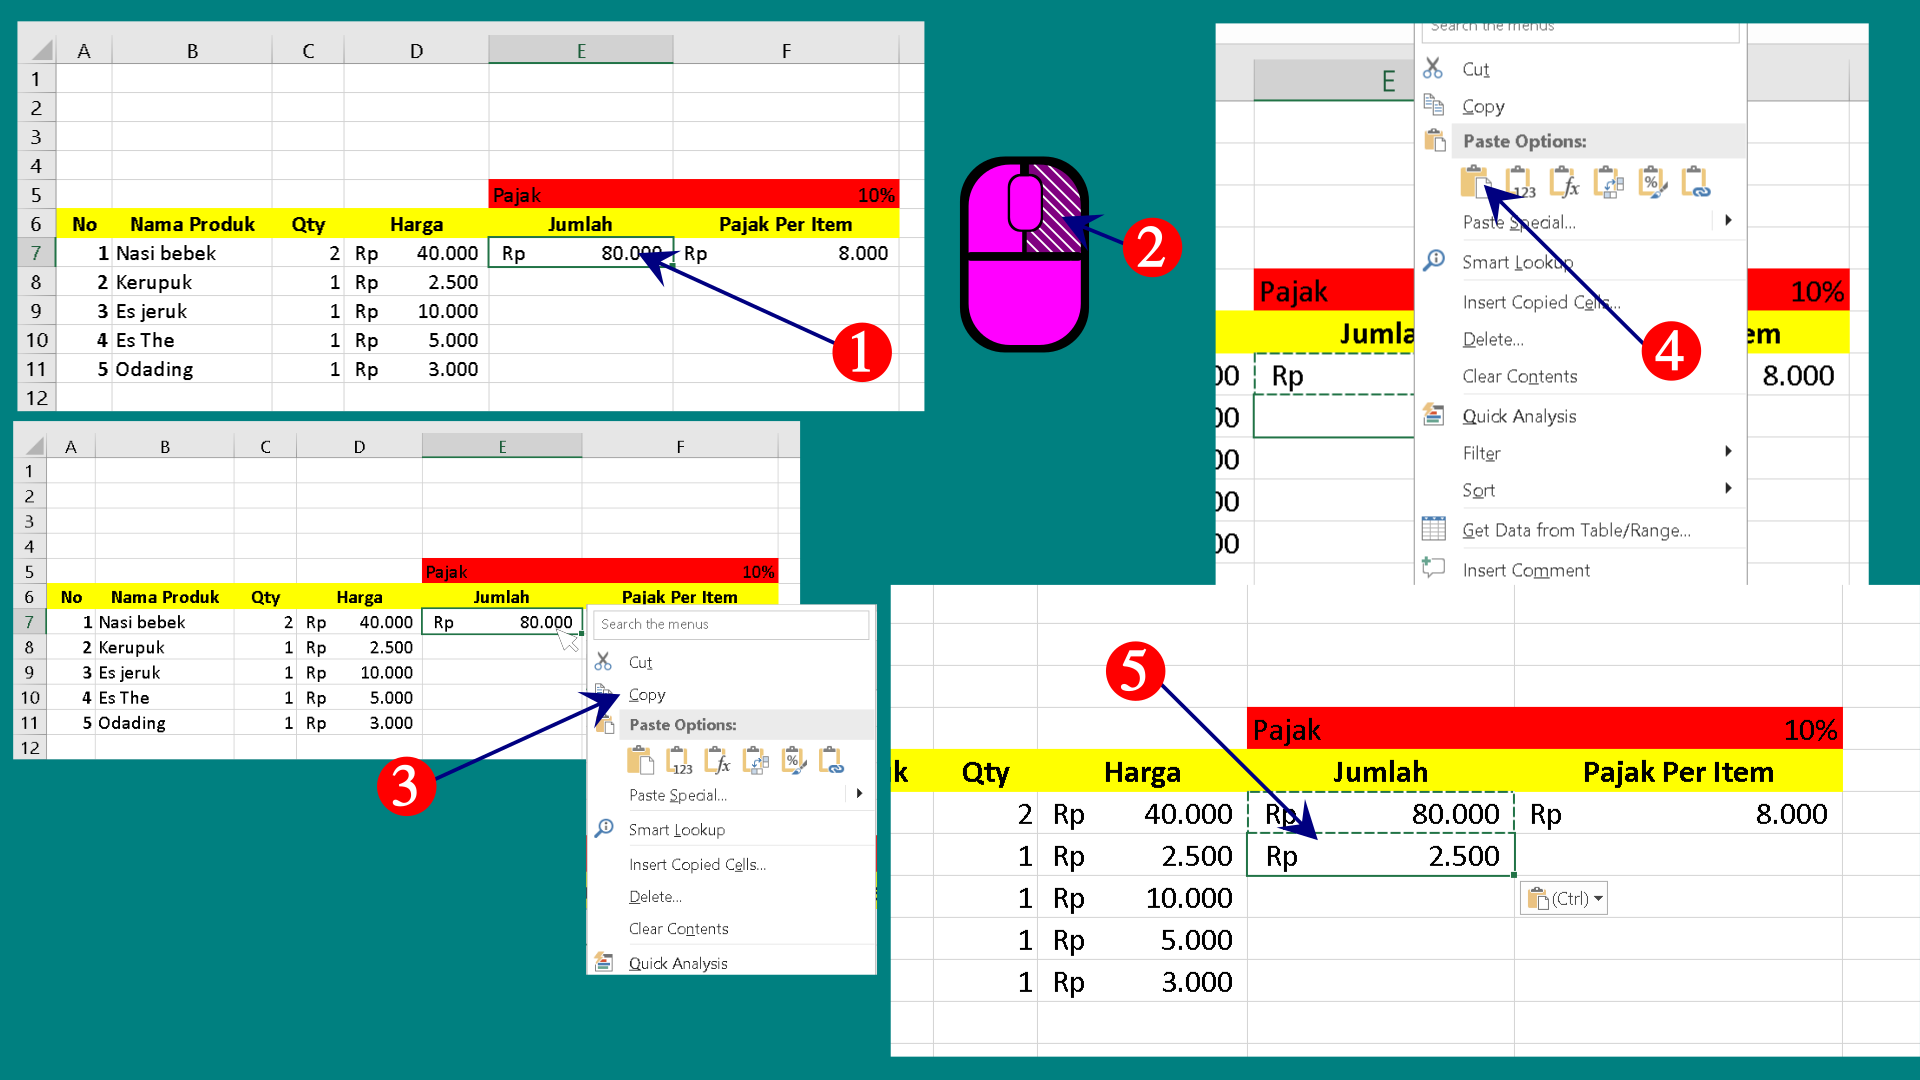 A B C D E F
1
2
3
4
5 Pajak 10%
6 No Nama Produk Qty Harga Jumlah Pajak Per Item
7 1 Nasi bebek 2 Rp 40.000 Rp 80.000 Rp 8.000
8 2 Kerupuk 1 Rp 2.500
9 3 Es jeruk 1 Rp 10.000
10 4 Es The 1 Rp 5.000
11 5 Odading 1 Rp 3.000
12
1
2
Search the menus
E
Cut
Copy
Paste Options:
123 fx %
Paste Special...
Smart Lookup
Pajak 10%
Insert Copied Cells...
Delete...
00 Rp Clear Contents 8.000
00 Quick Analysis
00 Filter
00 Sort
00 Get Data from Table/Range...
Insert Comment
4
A B C D E F
1
2
3
4
5 Pajak 10%
6 No Nama Produk Qty Harga Jumlah Pajak Per Item
7 1 Nasi bebek 2 Rp 40.000 Rp 80.000
8 2 Kerupuk 1 Rp 2.500
9 3 Es jeruk 1 Rp 10.000
10 4 Es The 1 Rp 5.000
11 5 Odading 1 Rp 3.000
12
Search the menus
Cut
Copy
Paste Options:
123 fx %
Paste Special...
Smart Lookup
Insert Copied Cells...
Delete...
Clear Contents
Quick Analysis
3
5
Pajak 10%
k Qty Harga Jumlah Pajak Per Item
2 Rp 40.000 Rp 80.000 Rp 8.000
1 Rp 2.500 Rp 2.500
1 Rp 10.000 (Ctrl)
1 Rp 5.000
1 Rp 3.000